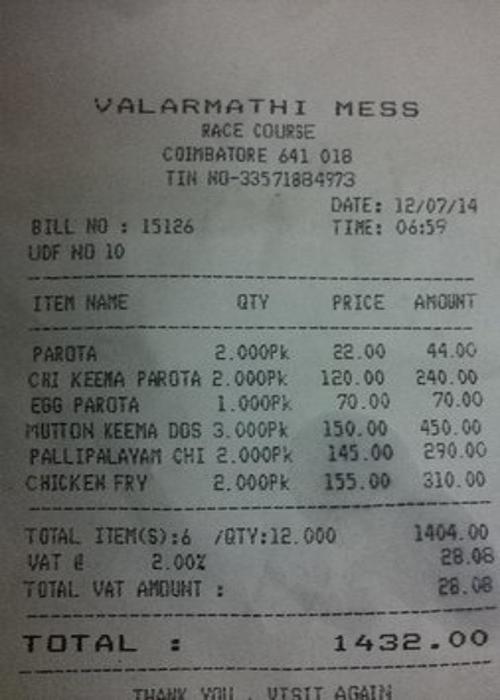 VALARMATHI MESS
RACE COURSE
COIMBATORE 641 018
TIN NO-33571884973
DATE: 12/07/14
BILL NO : 15126 TIME: 06:59
UDF NO 10
ITEM NAME QTY PRICE AMOUNT
PAROTA 2.000Pk 22.00 44.00
CHI KEEMA PAROTA 2.000Pk 120.00 240.00
EGG PAROTA 1.000Pk 70.00 70.00
MUTTON KEEMA DOS 3.000Pk 150.00 450.00
PALLIPALAYAM CHI 2.000Pk 145.00 290.00
CHICKEN FRY 2.000Pk 155.00 310.00
TOTAL ITEM(S):6 /QTY:12.000 1404.00
VAT @ 2.00% 28.08
TOTAL VAT AMOUNT : 28.08
TOTAL : 1432.00
THANK YOU . VISIT AGAIN